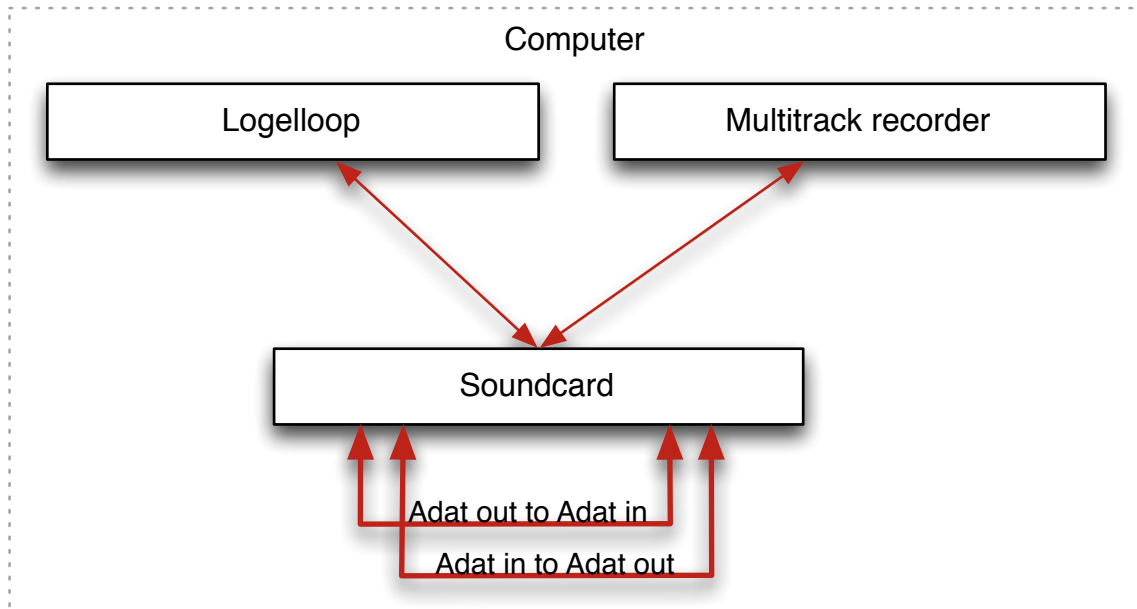 Computer
Logelloop
Multitrack recorder
Soundcard
Adat out to Adat in
Adat in to Adat out